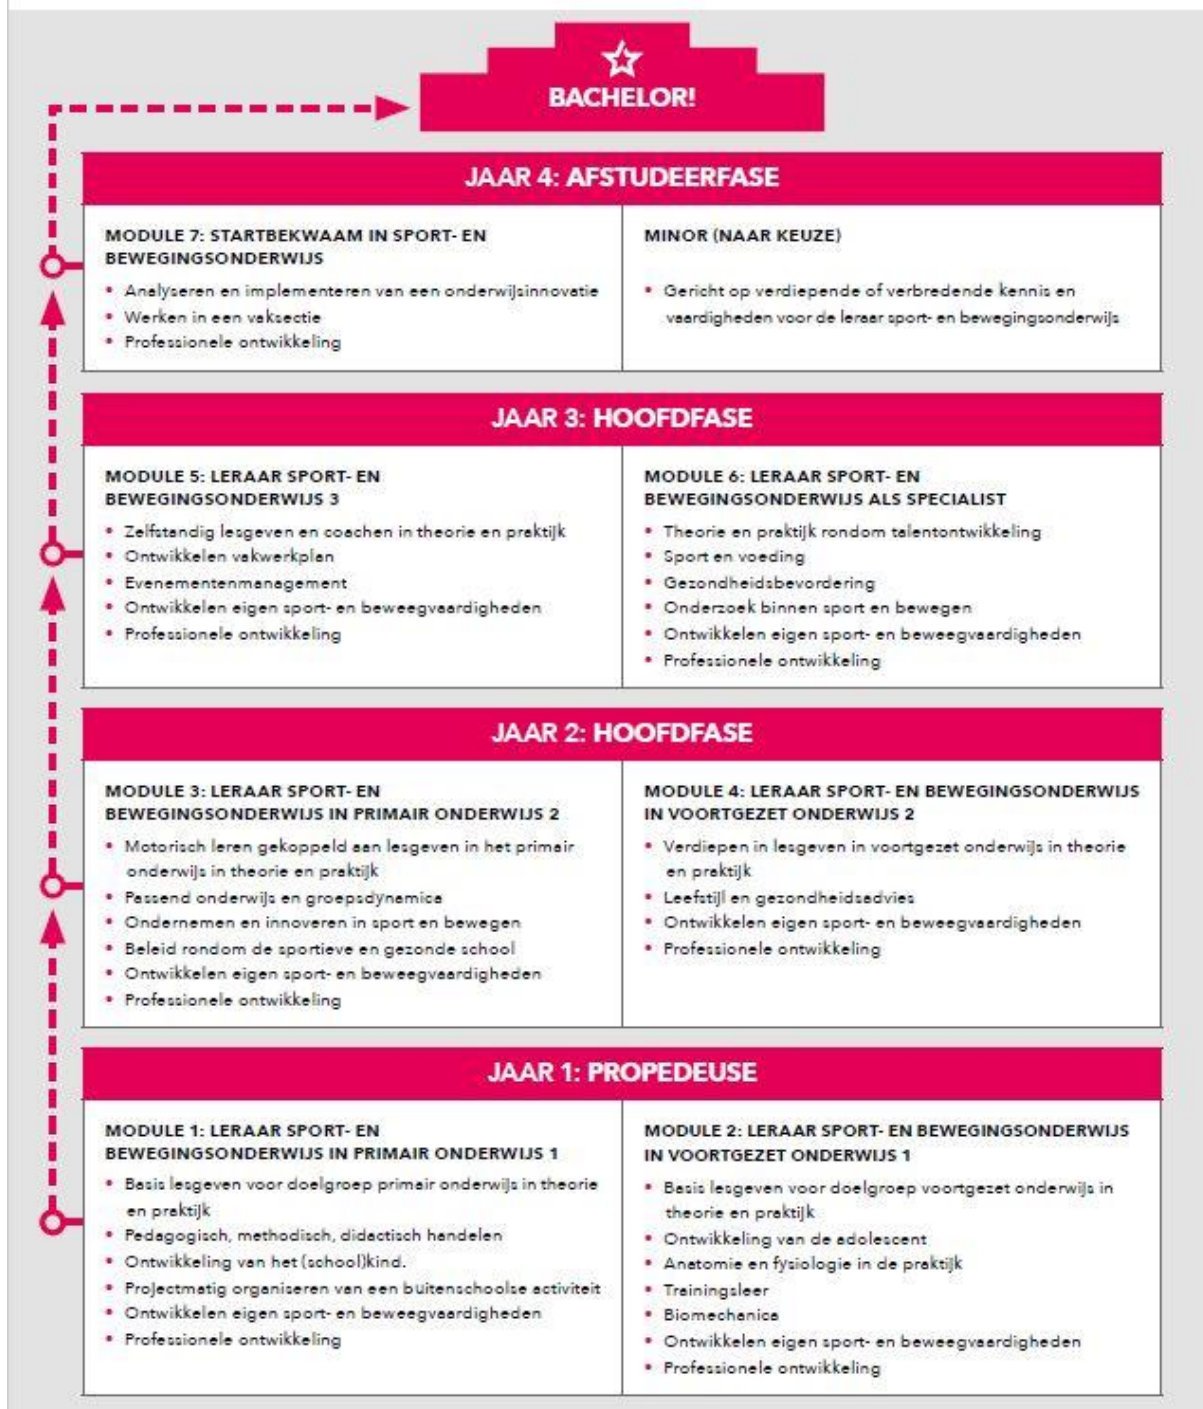 BACHELOR!
JAAR 4: AFSTUDEERFASE
MODULE 7: STARTBEKWAAM IN SPORT- EN
BEWEGINGSONDERWIJS
• Analyseren en implementeren van een onderwijsinnovatie
• Werken in een vaksectie
• Professionele ontwikkeling
MINOR (NAAR KEUZE)
• Gericht op verdiepende of verbredende kennis en
vaardigheden voor de leraar sport- en bewegingsonderwijs
JAAR 3: HOOFDFASE
MODULE 5: LERAAR SPORT- EN
BEWEGINGSONDERWIJS 3
• Zelfstandig lesgeven en coachen in theorie en praktijk
• Ontwikkelen vakwerkplan
• Evenementenmanagement
• Ontwikkelen eigen sport- en beweegvaardigheden
• Professionele ontwikkeling
MODULE 6: LERAAR SPORT- EN
BEWEGINGSONDERWIJS ALS SPECIALIST
• Theorie en praktijk rondom talentontwikkeling
• Sport en voeding
• Gezondheidsbevordering
• Onderzoek binnen sport en bewegen
• Ontwikkelen eigen sport- en beweegvaardigheden
• Professionele ontwikkeling
JAAR 2: HOOFDFASE
MODULE 3: LERAAR SPORT- EN
BEWEGINGSONDERWIJS IN PRIMAIR ONDERWIJS 2
• Motorisch leren gekoppeld aan lesgeven in het primair
onderwijs in theorie en praktijk
• Passend onderwijs en groepsdynamica
• Ondernemen en innoveren in sport en bewegen
• Beleid rondom de sportieve en gezonde school
• Ontwikkelen eigen sport- en beweegvaardigheden
• Professionele ontwikkeling
MODULE 4: LERAAR SPORT- EN BEWEGINGSONDERWIJS
IN VOORTGEZET ONDERWIJS 2
• Verdiepen in lesgeven in voortgezet onderwijs in theorie
en praktijk
• Leefstijl en gezondheidsadvies
• Ontwikkelen eigen sport- en beweegvaardigheden
• Professionele ontwikkeling
JAAR 1: PROPEDEUSE
MODULE 1: LERAAR SPORT- EN
BEWEGINGSONDERWIJS IN PRIMAIR ONDERWIJS 1
• Basis lesgeven voor doelgroep primair onderwijs in theorie
en praktijk
• Pedagogisch, methodisch, didactisch handelen
• Ontwikkeling van het (school)kind.
• Projectmatig organiseren van een buitenschoolse activiteit
• Ontwikkelen eigen sport- en beweegvaardigheden
• Professionele ontwikkeling
MODULE 2: LERAAR SPORT- EN BEWEGINGSONDERWIJS
IN VOORTGEZET ONDERWIJS 1
• Basis lesgeven voor doelgroep voortgezet onderwijs in
theorie en praktijk
• Ontwikkeling van de adolescent
• Anatomie en fysiologie in de praktijk
• Trainingsleer
• Biomechanica
• Ontwikkelen eigen sport- en beweegvaardigheden
• Professionele ontwikkeling